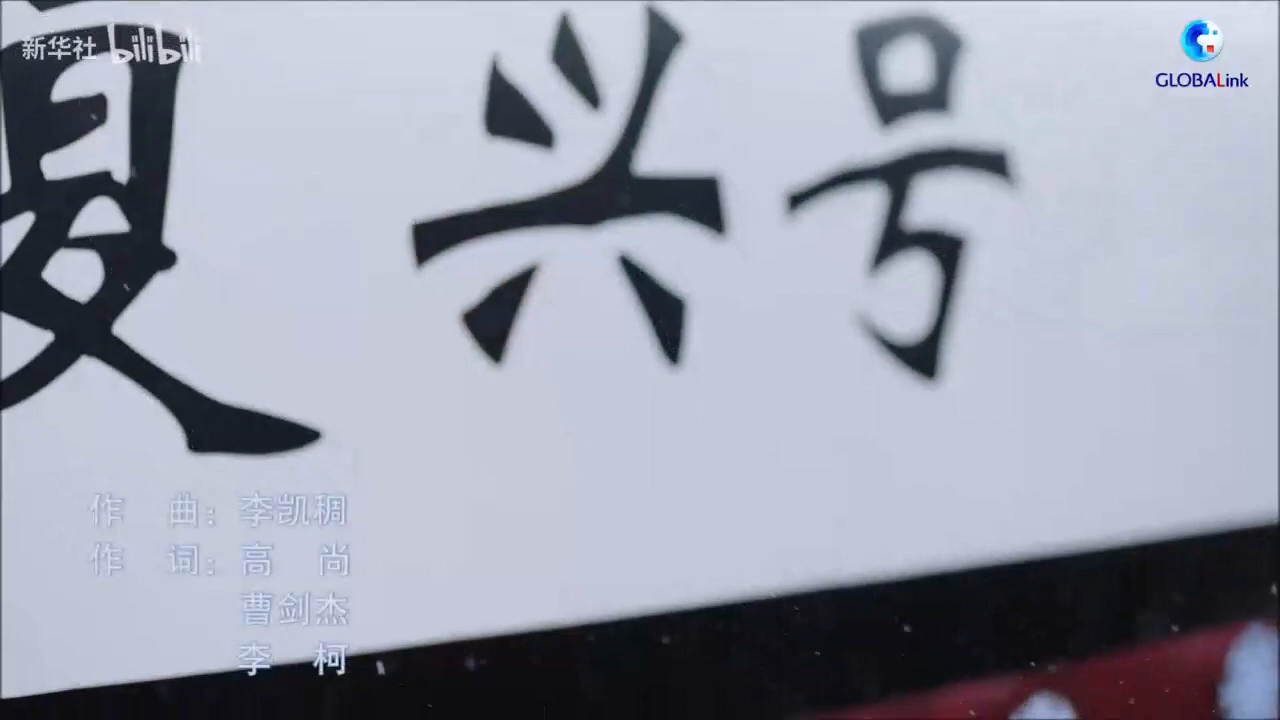 新华社 bilibili
GLOBALink
复兴号
作 曲：李凯稠
作 词：高 尚
曹剑杰
李 柯